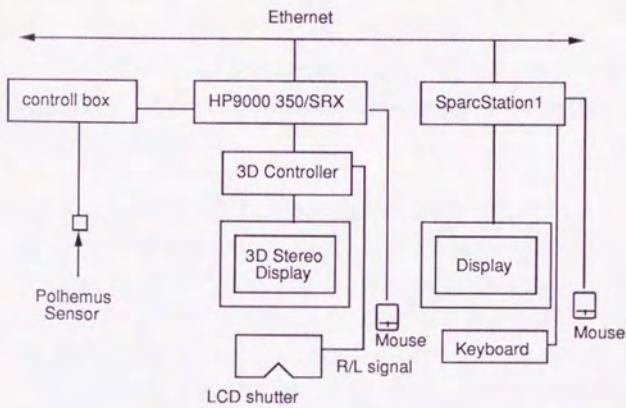 Ethernet
controll box
HP9000 350/SRX
SparcStation1
3D Controller
3D Stereo
Display
Display
Polhemus
Sensor
Mouse
Keyboard
Mouse
R/L signal
LCD shutter